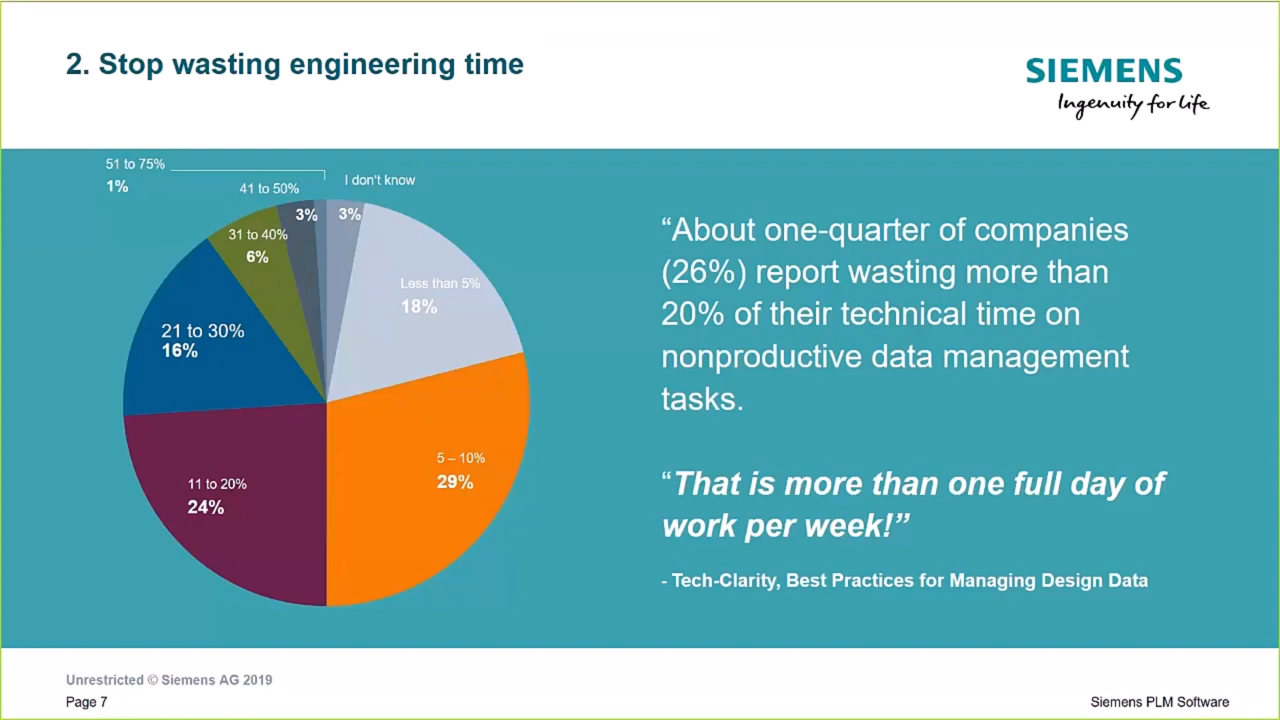 2. Stop wasting engineering time
SIEMENS
Ingenuity for life
51 to 75%
1%
41 to 50%
3%
I don't know
3%
31 to 40%
6%
Less than 5%
18%
21 to 30%
16%
5 – 10%
29%
11 to 20%
24%
“About one-quarter of companies
(26%) report wasting more than
20% of their technical time on
nonproductive data management
tasks.
“That is more than one full day of
work per week!”
- Tech-Clarity, Best Practices for Managing Design Data
Unrestricted © Siemens AG 2019
Page 7
Siemens PLM Software